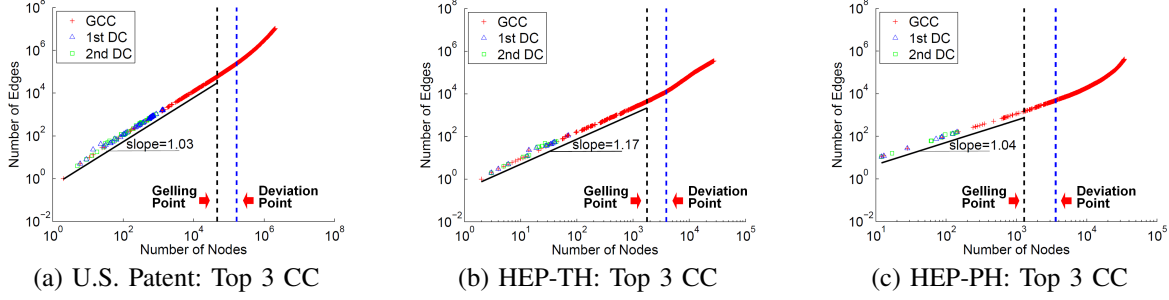 10^8
10^6
10^4
10^2
10^0
10^-2
Number of Edges
GCC
1st DC
2nd DC
slope=1.03
Gelling Point
Deviation Point
10^0
10^2
10^4
10^6
10^8
Number of Nodes
(a) U.S. Patent: Top 3 CC
10^8
10^6
10^4
10^2
10^0
10^-2
Number of Edges
GCC
1st DC
2nd DC
slope=1.17
Gelling Point
Deviation Point
10^0
10^1
10^2
10^3
10^4
10^5
Number of Nodes
(b) HEP-TH: Top 3 CC
10^8
10^6
10^4
10^2
10^0
10^-2
Number of Edges
GCC
1st DC
2nd DC
slope=1.04
Gelling Point
Deviation Point
10^1
10^2
10^3
10^4
10^5
Number of Nodes
(c) HEP-PH: Top 3 CC